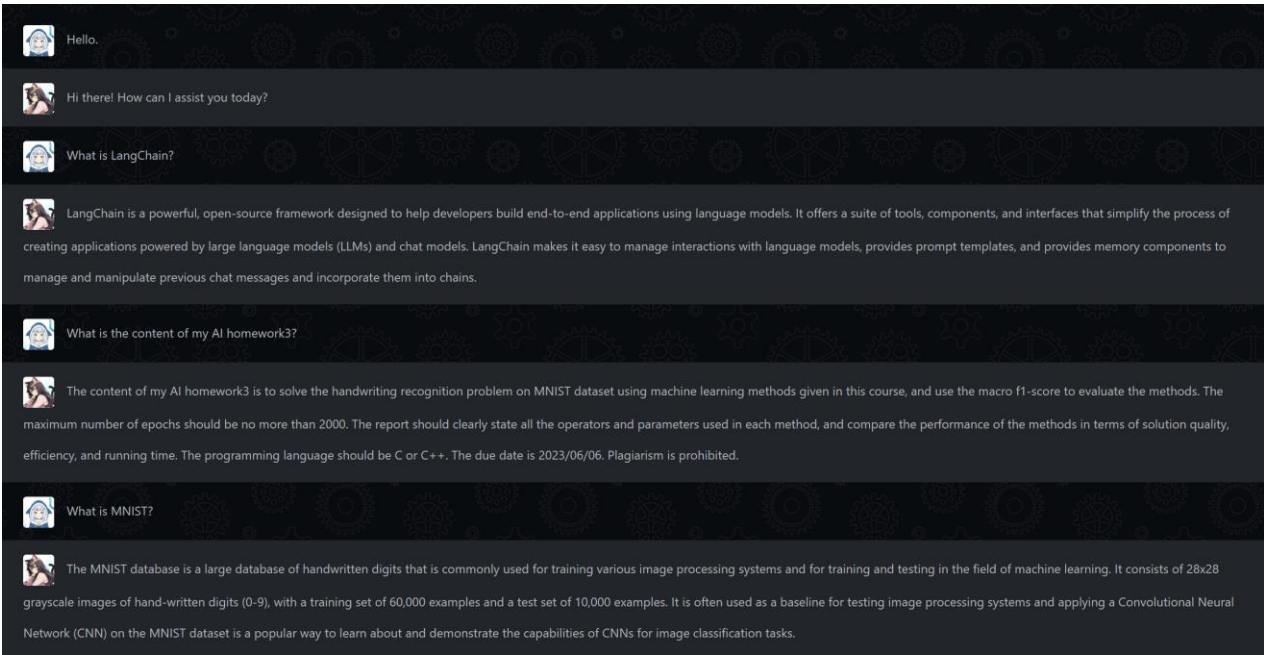 Hello.
Hi there! How can I assist you today?
What is LangChain?
LangChain is a powerful, open-source framework designed to help developers build end-to-end applications using language models. It offers a suite of tools, components, and interfaces that simplify the process of
creating applications powered by large language models (LLMs) and chat models. LangChain makes it easy to manage interactions with language models, provides prompt templates, and provides memory components to
manage and manipulate previous chat messages and incorporate them into chains.
What is the content of my AI homework3?
The content of my AI homework3 is to solve the handwriting recognition problem on MNIST dataset using machine learning methods given in this course, and use the macro f1-score to evaluate the methods. The
maximum number of epochs should be no more than 2000. The report should clearly state all the operators and parameters used in each method, and compare the performance of the methods in terms of solution quality,
efficiency, and running time. The programming language should be C or C++. The due date is 2023/06/06. Plagiarism is prohibited.
What is MNIST?
The MNIST database is a large database of handwritten digits that is commonly used for training various image processing systems and for training and testing in the field of machine learning. It consists of 28x28
grayscale images of hand-written digits (0-9), with a training set of 60,000 examples and a test set of 10,000 examples. It is often used as a baseline for testing image processing systems and applying a Convolutional Neural
Network (CNN) on the MNIST dataset is a popular way to learn about and demonstrate the capabilities of CNNs for image classification tasks.